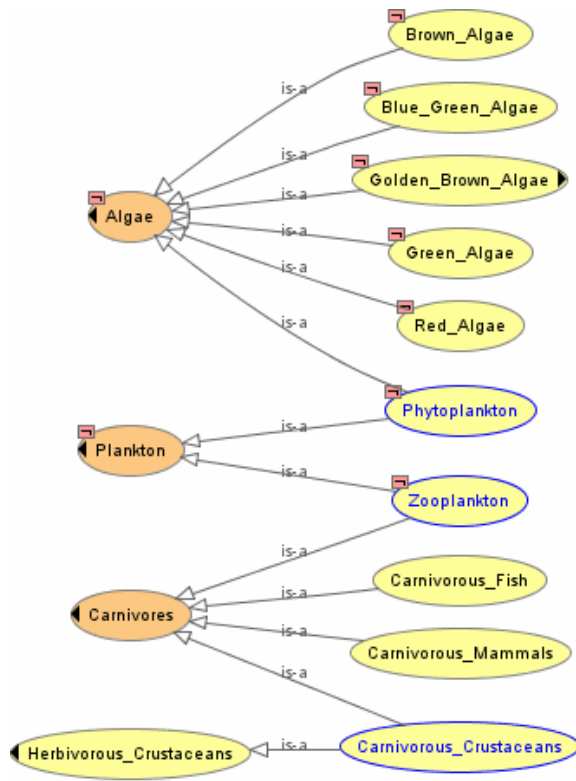 Brown_Algae
is-a
Blue_Green_Algae
is-a
Golden_Brown_Algae
is-a
Algae
is-a
Green_Algae
is-a
Red_Algae
is-a
Phytoplankton
is-a
Plankton
is-a
Zooplankton
is-a
Carnivorous_Fish
is-a
Carnivores
is-a
Carnivorous_Mammals
is-a
Carnivorous_Crustaceans
is-a
Herbivorous_Crustaceans